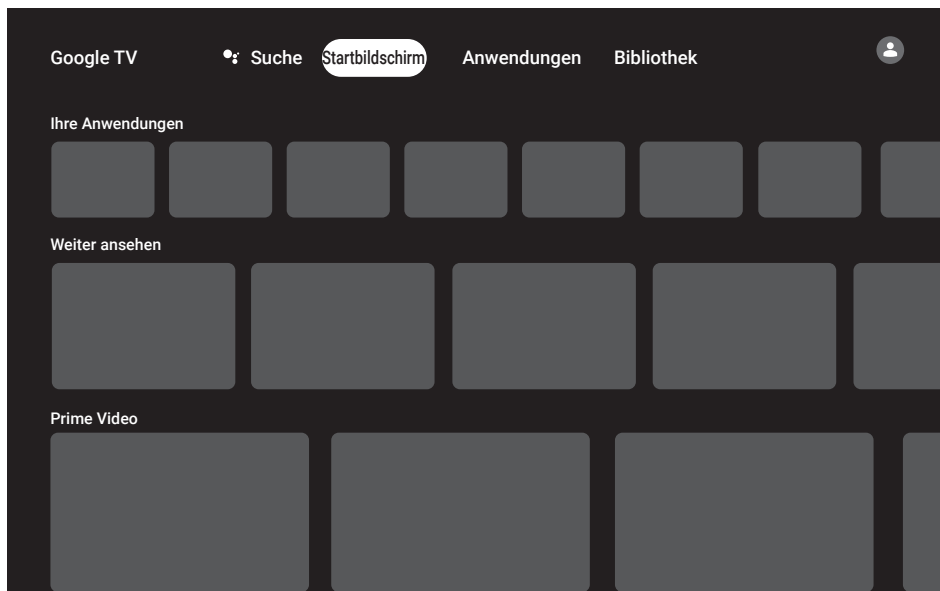 Google TV Suche Startbildschirm Anwendungen Bibliothek
Ihre Anwendungen
Weiter ansehen
Prime Video